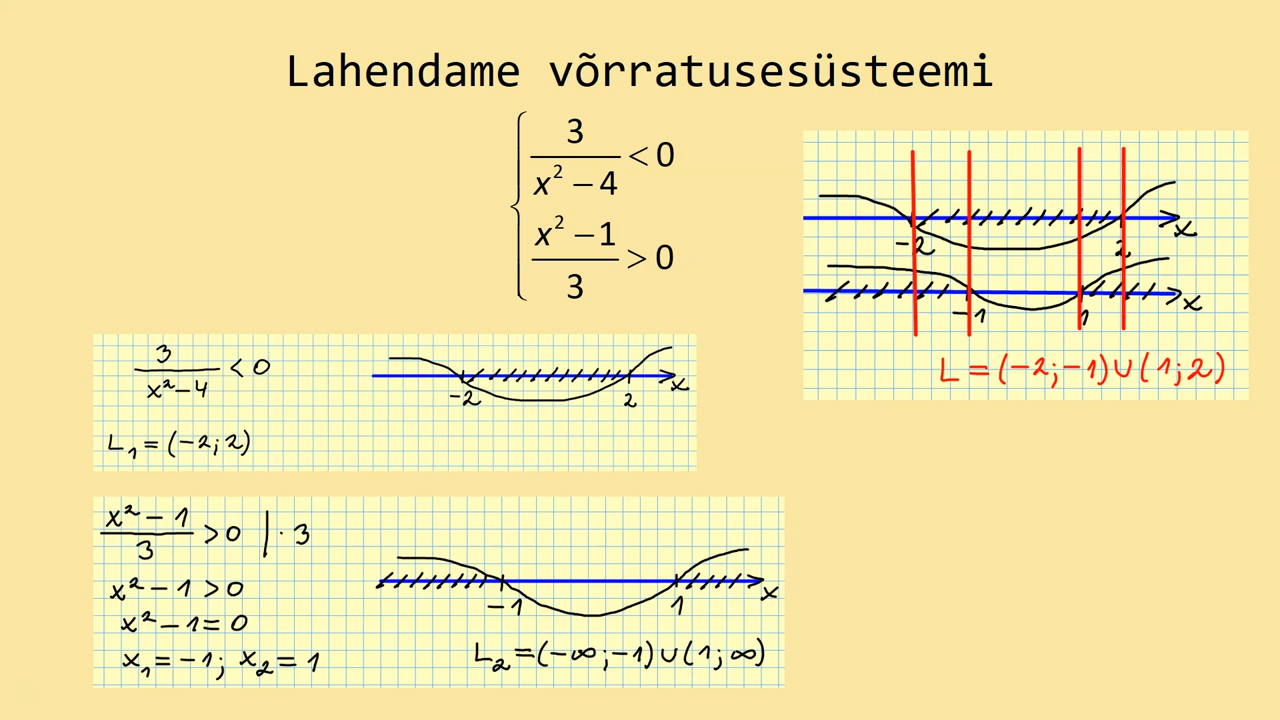 Lahendame võrratusesüsteemi
3/(x² − 4) < 0
(x² − 1)/3 > 0
−2 2 x
−1 1 x
L = (−2; −1) ∪ (1; 2)
3/(x² − 4) < 0
−2 2 x
L₁ = (−2; 2)
(x² − 1)/3 > 0 | · 3
x² − 1 > 0
x² − 1 = 0
x₁ = −1; x₂ = 1
−1 1 x
L₂ = (−∞; −1) ∪ (1; ∞)